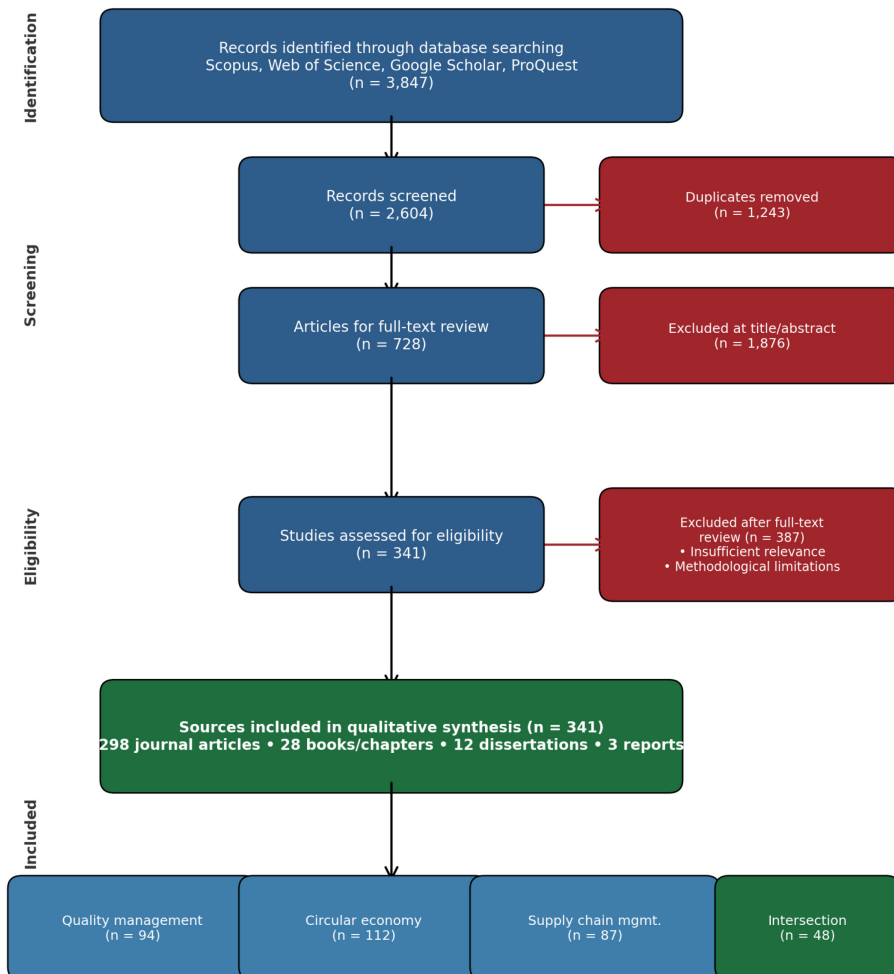 Identification
Records identified through database searching
Scopus, Web of Science, Google Scholar, ProQuest
(n = 3,847)
Screening
Records screened
(n = 2,604)
Duplicates removed
(n = 1,243)
Articles for full-text review
(n = 728)
Excluded at title/abstract
(n = 1,876)
Eligibility
Studies assessed for eligibility
(n = 341)
Excluded after full-text
review (n = 387)
• Insufficient relevance
• Methodological limitations
Sources included in qualitative synthesis (n = 341)
298 journal articles • 28 books/chapters • 12 dissertations • 3 reports
Included
Quality management
(n = 94)
Circular economy
(n = 112)
Supply chain mgmt.
(n = 87)
Intersection
(n = 48)